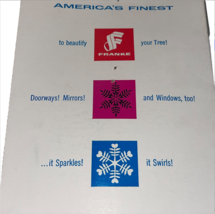 AMERICA'S FINEST
to beautify FRANKE your Tree!
Doorways! Mirrors! and Windows, too!
...it Sparkles! it Swirls!